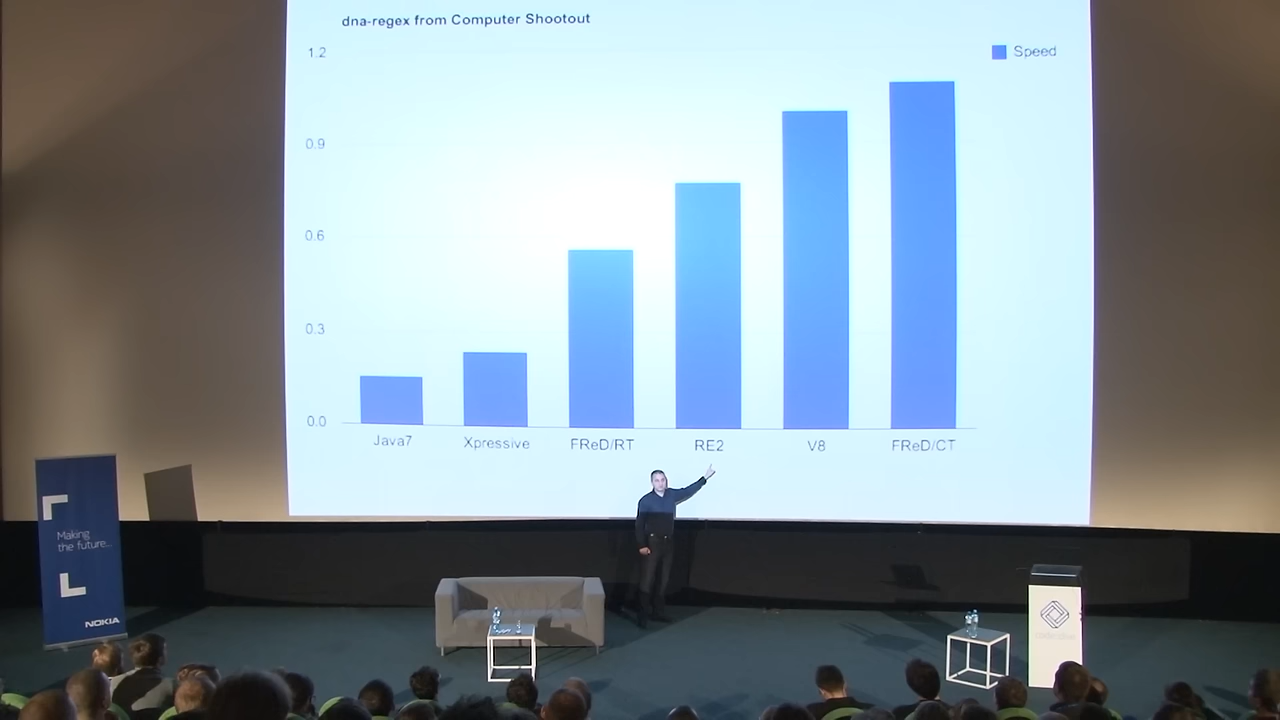 dna-regex from Computer Shootout
1.2
Speed
0.9
0.6
0.3
0.0
Java7
Xpressive
FReD/RT
RE2
V8
FReD/CT
Making
the future...
NOKIA